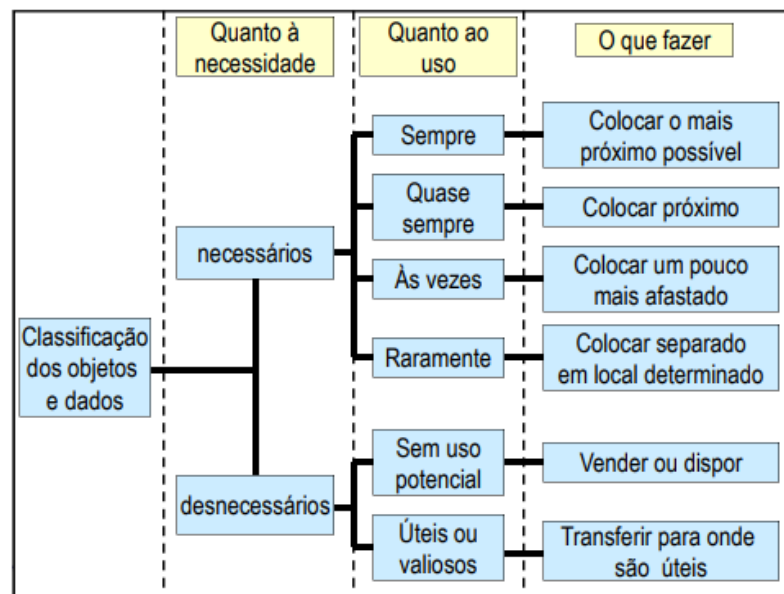 Quanto à
necessidade
Quanto ao
uso
O que fazer
Sempre
Colocar o mais
próximo possível
Quase
sempre
Colocar próximo
necessários
Às vezes
Colocar um pouco
mais afastado
Classificação
dos objetos
e dados
Raramente
Colocar separado
em local determinado
Sem uso
potencial
Vender ou dispor
desnecessários
Úteis ou
valiosos
Transferir para onde
são úteis